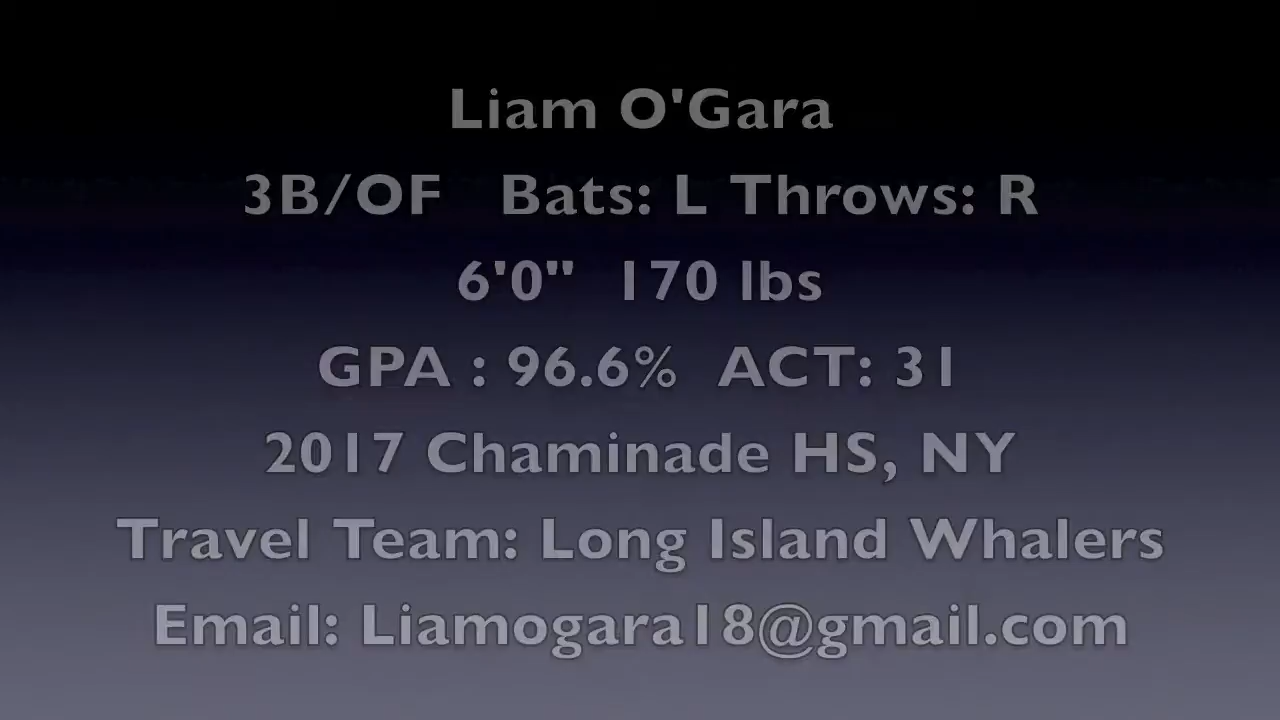 Liam O'Gara
3B/OF Bats: L Throws: R
6'0" 170 lbs
GPA : 96.6% ACT: 31
2017 Chaminade HS, NY
Travel Team: Long Island Whalers
Email: Liamogara18@gmail.com